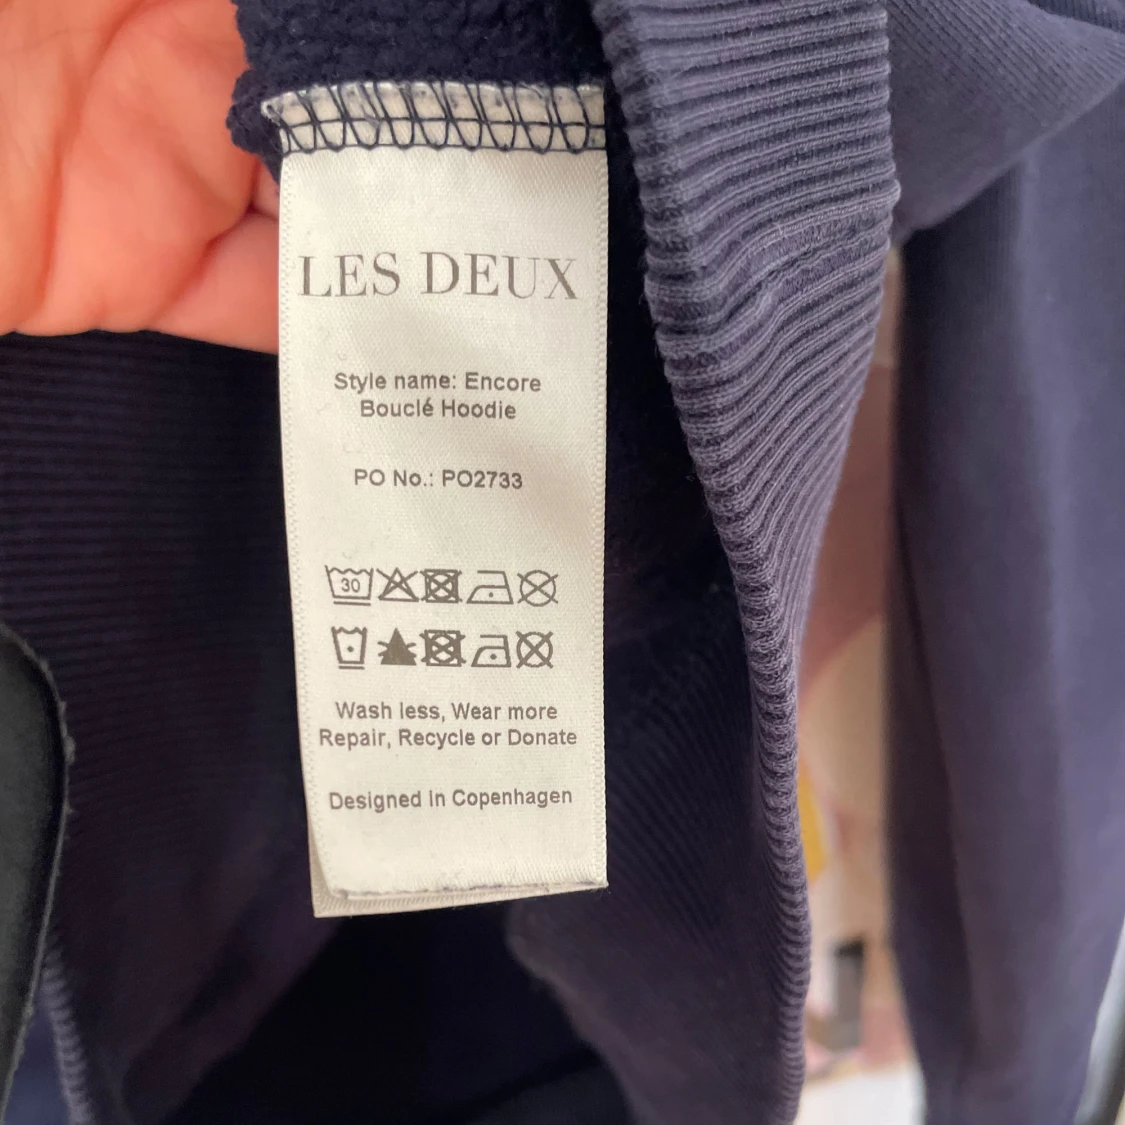 LES DEUX
Style name: Encore
Bouclé Hoodie
PO No.: PO2733
30
Wash less, Wear more
Repair, Recycle or Donate
Designed in Copenhagen